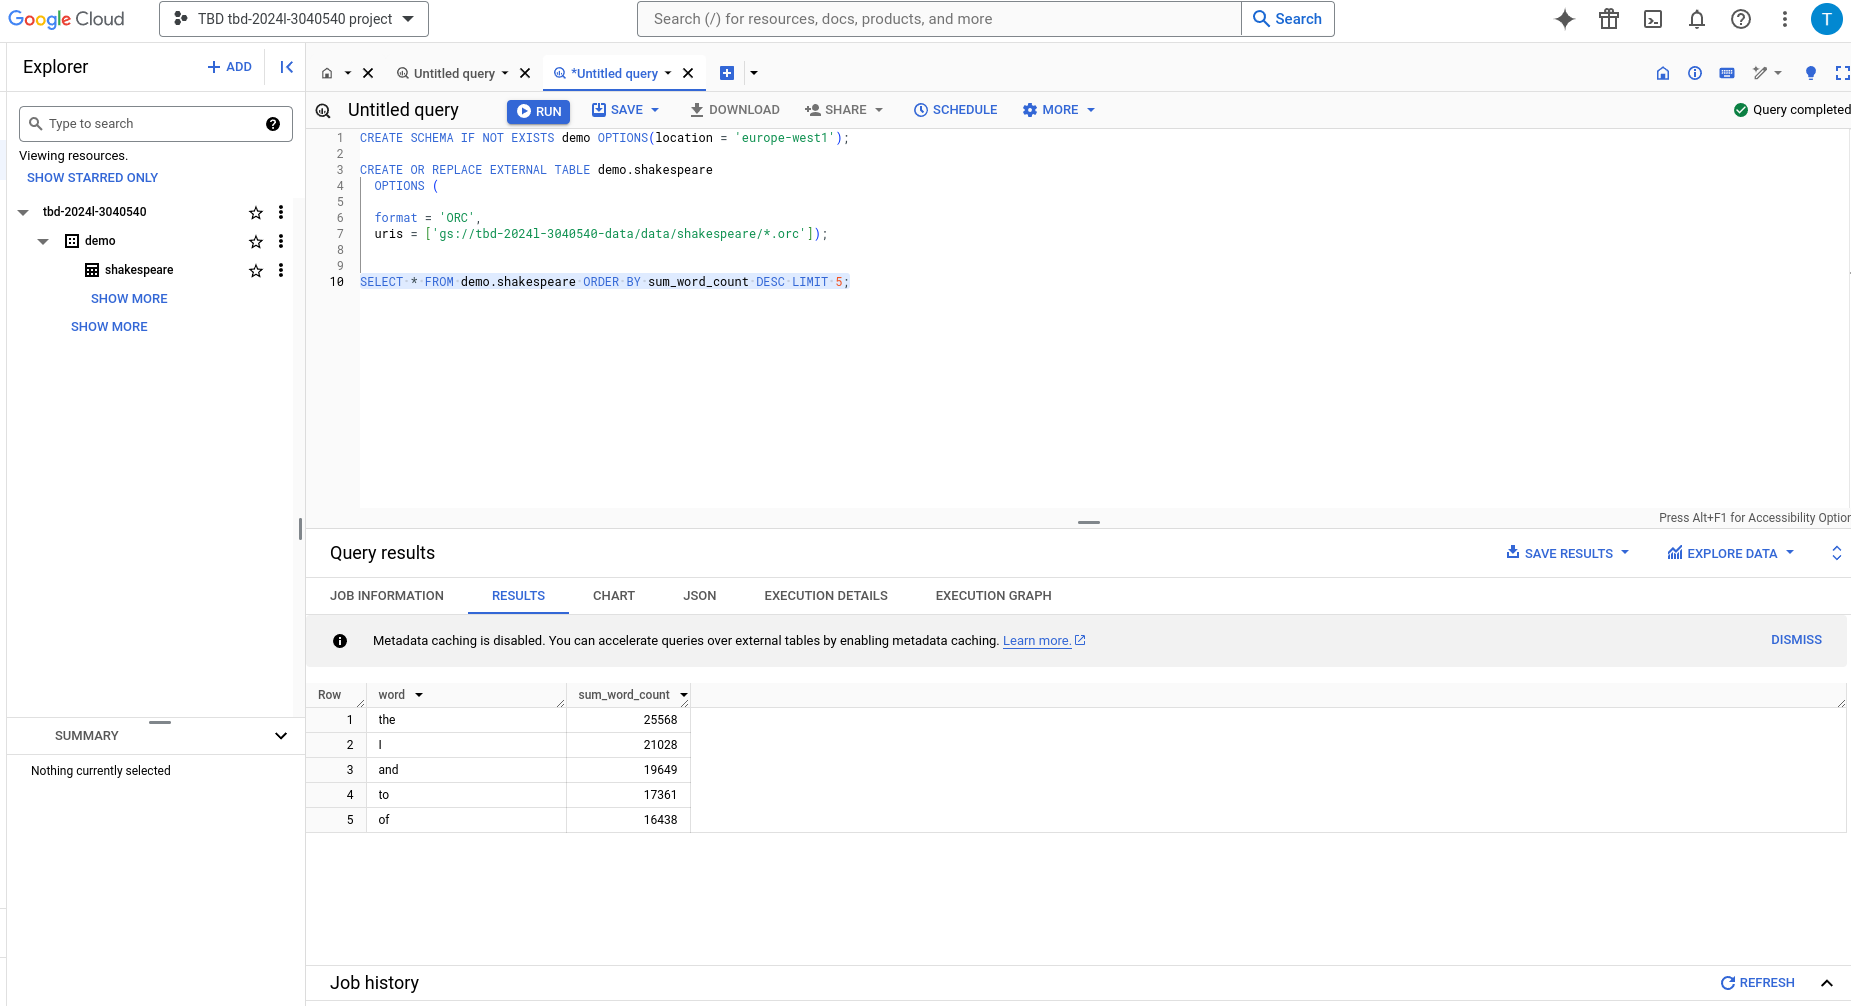 Google Cloud
TBD tbd-2024l-3040540 project
Search (/) for resources, docs, products, and more
Search
T
Explorer
ADD
Untitled query
*Untitled query
Type to search
Untitled query
RUN
SAVE
DOWNLOAD
SHARE
SCHEDULE
MORE
Query completed
Viewing resources.
SHOW STARRED ONLY
tbd-2024l-3040540
demo
shakespeare
SHOW MORE
SHOW MORE
1 CREATE SCHEMA IF NOT EXISTS demo OPTIONS(location = 'europe-west1');
2
3 CREATE OR REPLACE EXTERNAL TABLE demo.shakespeare
4 OPTIONS (
5
6 format = 'ORC',
7 uris = ['gs://tbd-2024l-3040540-data/data/shakespeare/*.orc']);
8
9
10 SELECT * FROM demo.shakespeare ORDER BY sum_word_count DESC LIMIT 5;
Press Alt+F1 for Accessibility Option
Query results
SAVE RESULTS
EXPLORE DATA
JOB INFORMATION
RESULTS
CHART
JSON
EXECUTION DETAILS
EXECUTION GRAPH
Metadata caching is disabled. You can accelerate queries over external tables by enabling metadata caching. Learn more.
DISMISS
Row word sum_word_count
1 the 25568
2 I 21028
3 and 19649
4 to 17361
5 of 16438
SUMMARY
Nothing currently selected
Job history
REFRESH